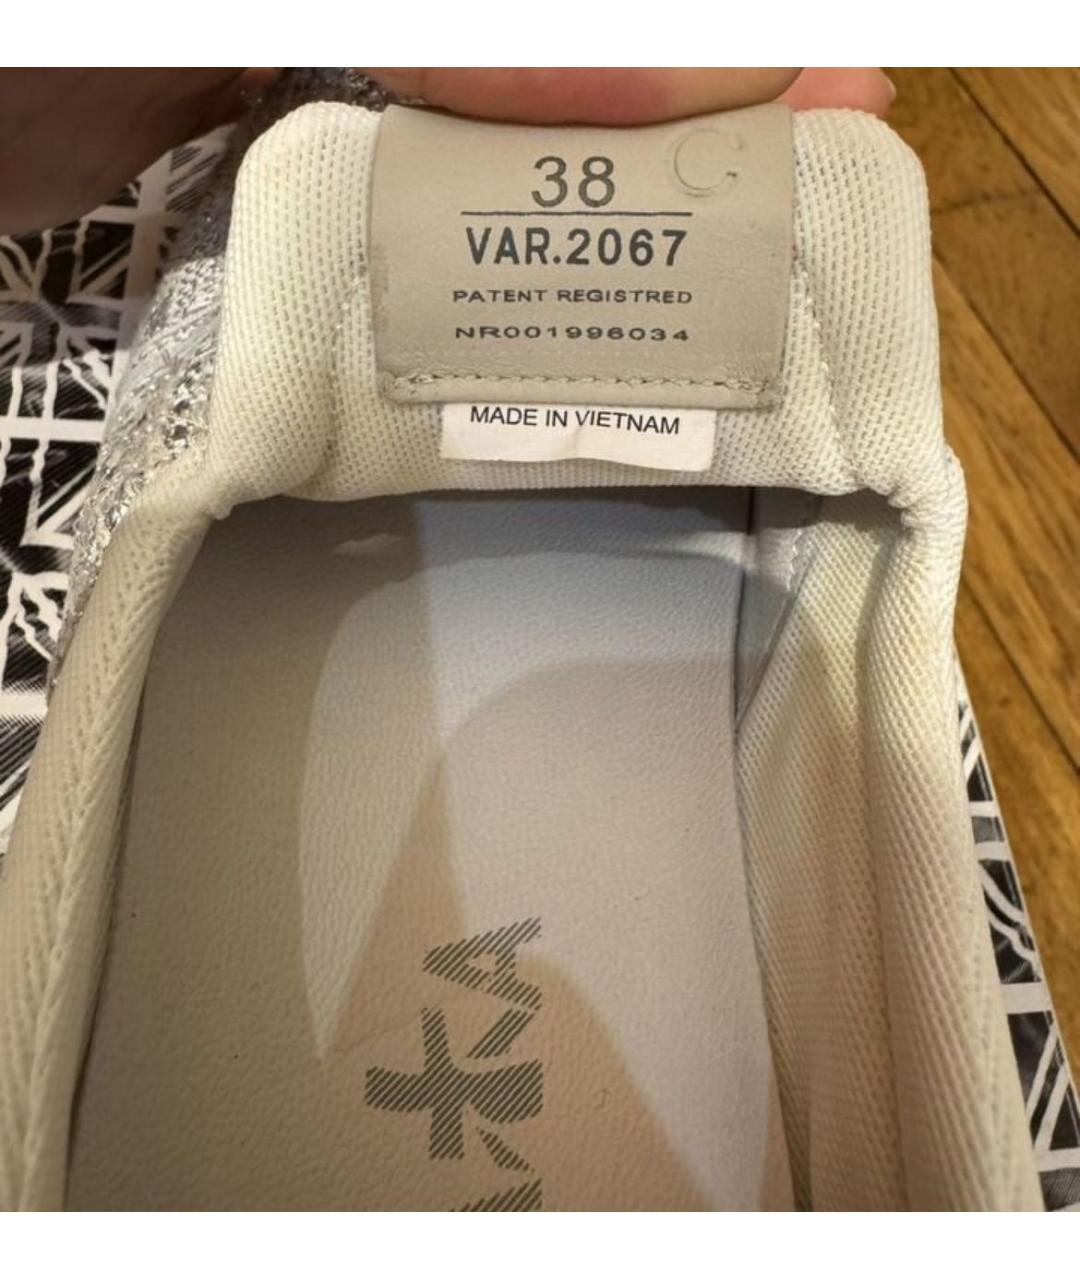 38
C
VAR.2067
PATENT REGISTRED
NR001996034
MADE IN VIETNAM